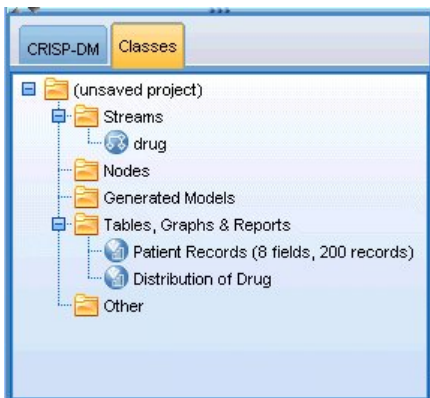 CRISP-DM Classes
(unsaved project)
Streams
drug
Nodes
Generated Models
Tables, Graphs & Reports
Patient Records (8 fields, 200 records)
Distribution of Drug
Other